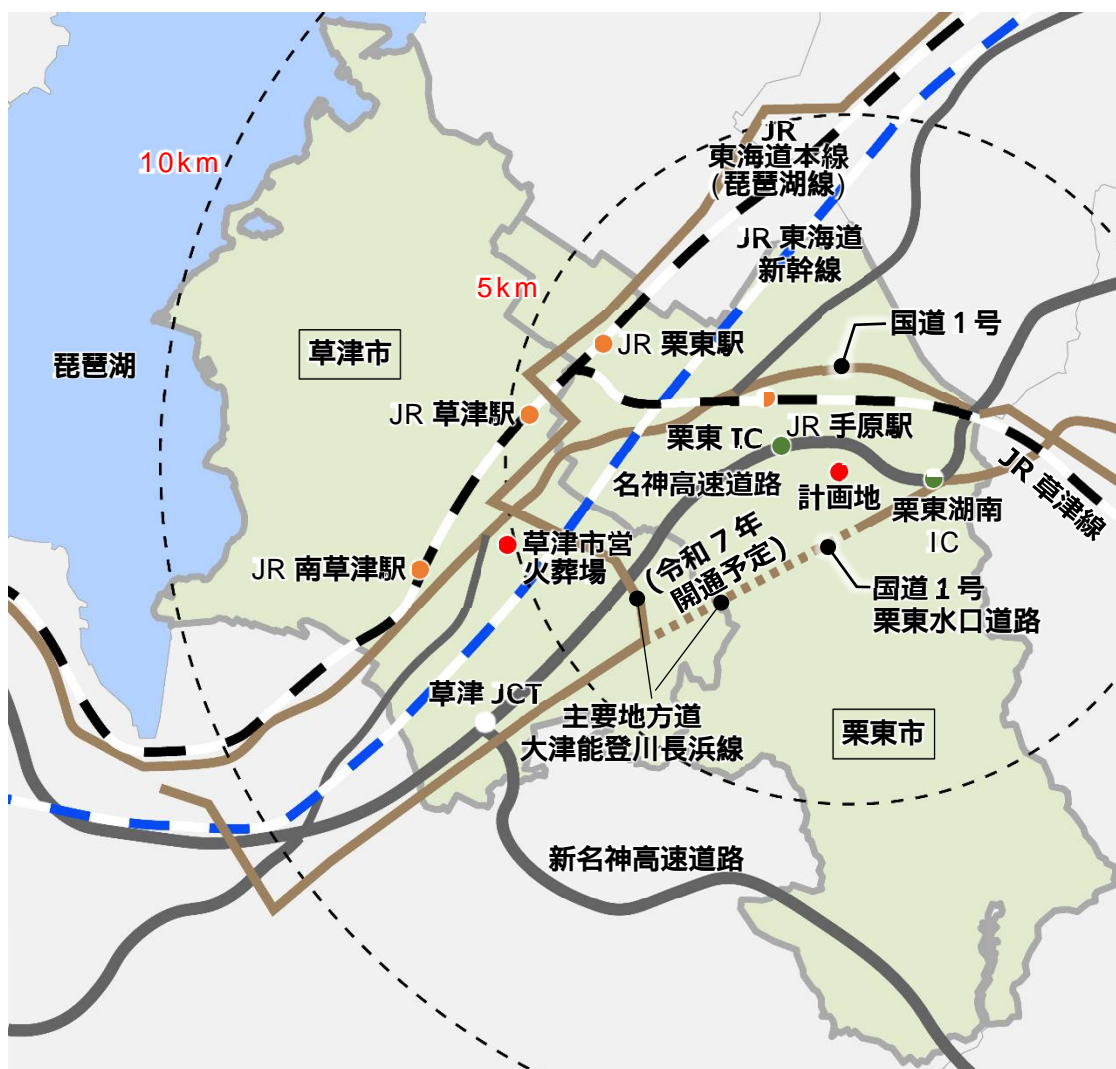 JR
東海道本線
(琵琶湖線)
10km
JR 東海道
新幹線
5km
国道1号
JR 栗東駅
草津市
琵琶湖
JR 草津駅
栗東 IC
JR 手原駅
名神高速道路
計画地
JR 草津線
栗東湖南
IC
草津市営
火葬場
(令和7年
開通予定)
JR 南草津駅
国道1号
栗東水口道路
草津 JCT
主要地方道
大津能登川長浜線
栗東市
新名神高速道路